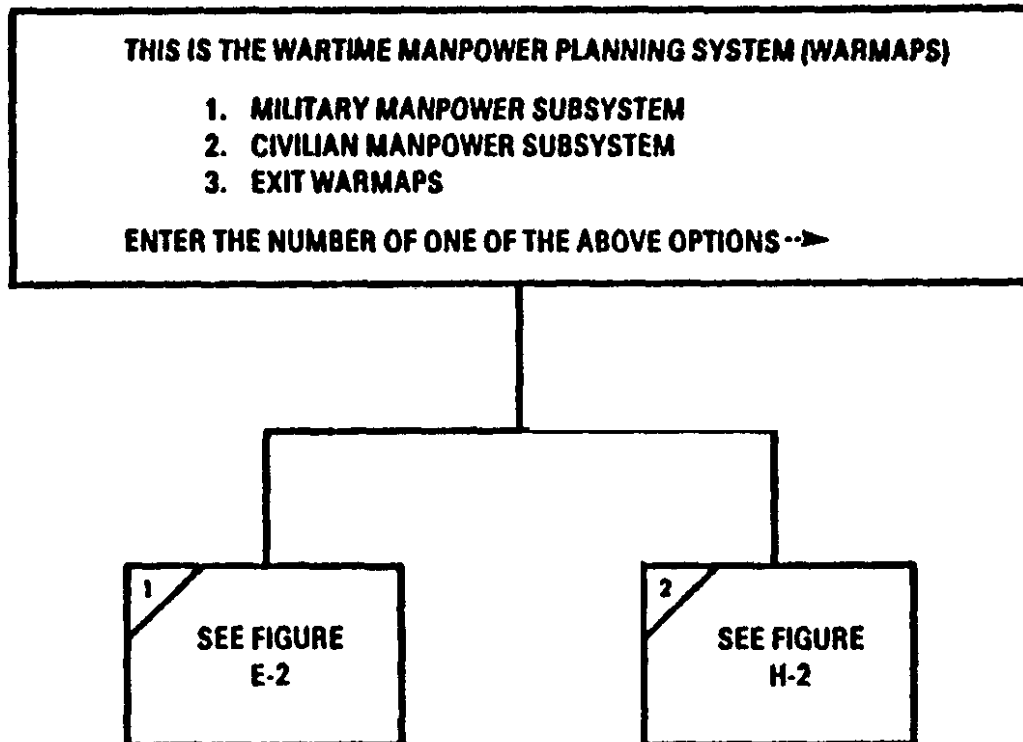 THIS IS THE WARTIME MANPOWER PLANNING SYSTEM (WARMAPS)
1. MILITARY MANPOWER SUBSYSTEM
2. CIVILIAN MANPOWER SUBSYSTEM
3. EXIT WARMAPS
ENTER THE NUMBER OF ONE OF THE ABOVE OPTIONS --➤
1
SEE FIGURE
E-2
2
SEE FIGURE
H-2